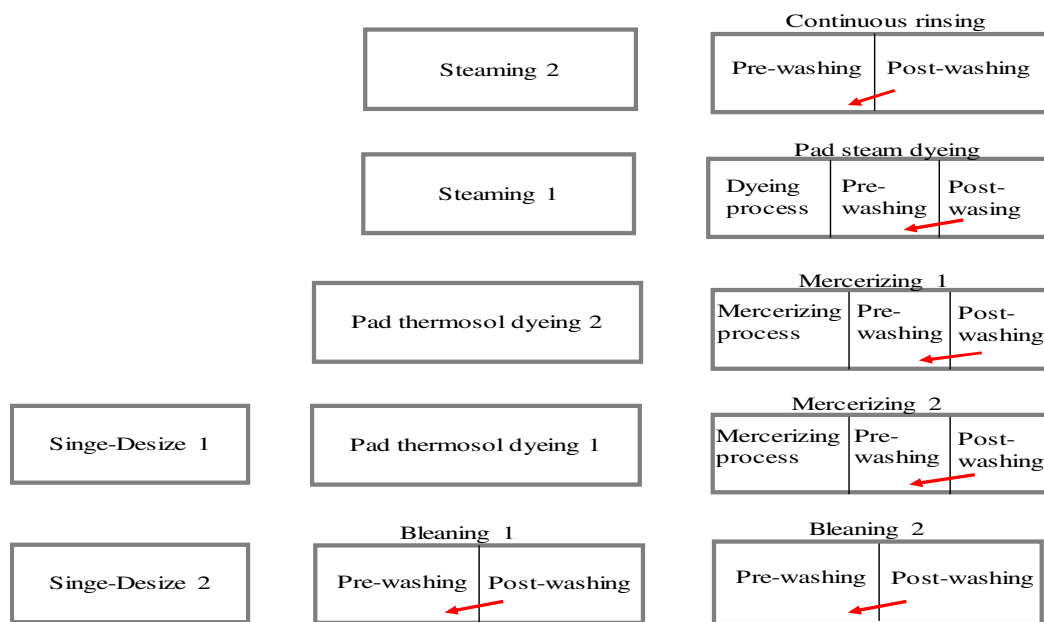 Continuous rinsing
Steaming 2
Pre-washing
Post-washing
Pad steam dyeing
Steaming 1
Dyeing
process
Pre-
washing
Post-
wasing
Mercerizing 1
Pad thermosol dyeing 2
Mercerizing
process
Pre-
washing
Post-
washing
Mercerizing 2
Singe-Desize 1
Pad thermosol dyeing 1
Mercerizing
process
Pre-
washing
Post-
washing
Bleaning 1
Bleaning 2
Singe-Desize 2
Pre-washing
Post-washing
Pre-washing
Post-washing